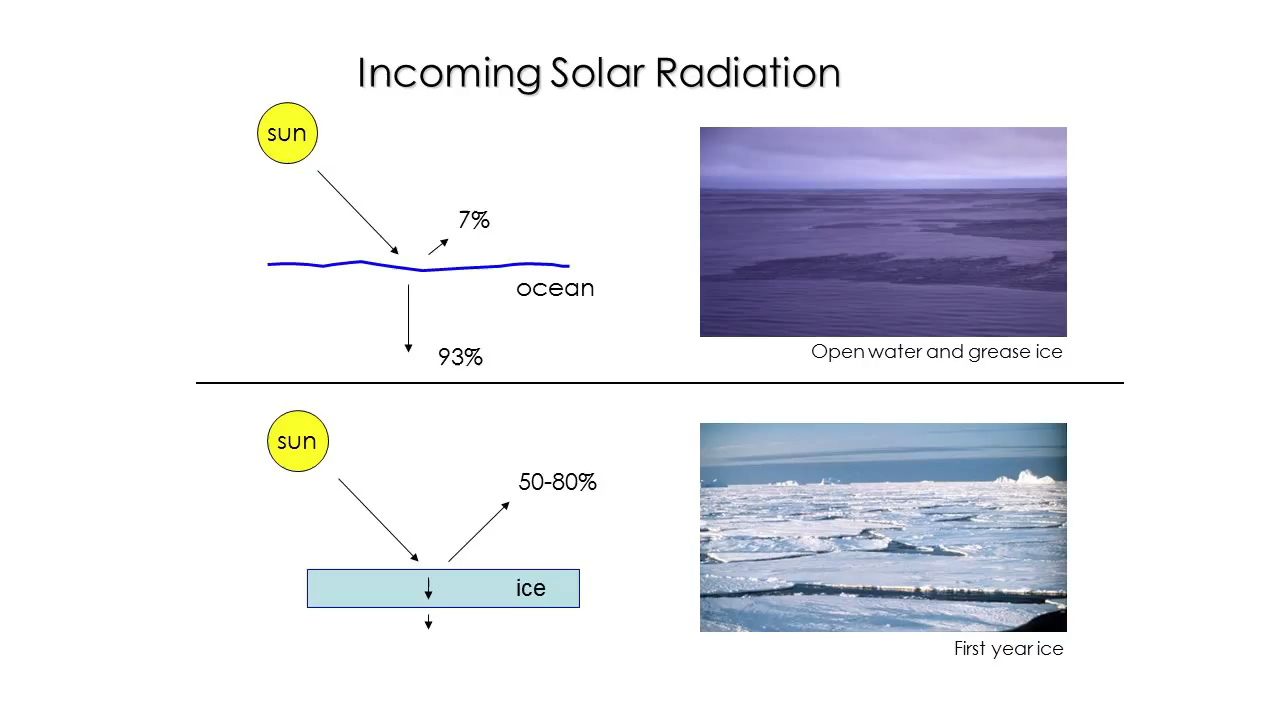 Incoming Solar Radiation
sun
7%
ocean
93%
Open water and grease ice
sun
50-80%
ice
First year ice